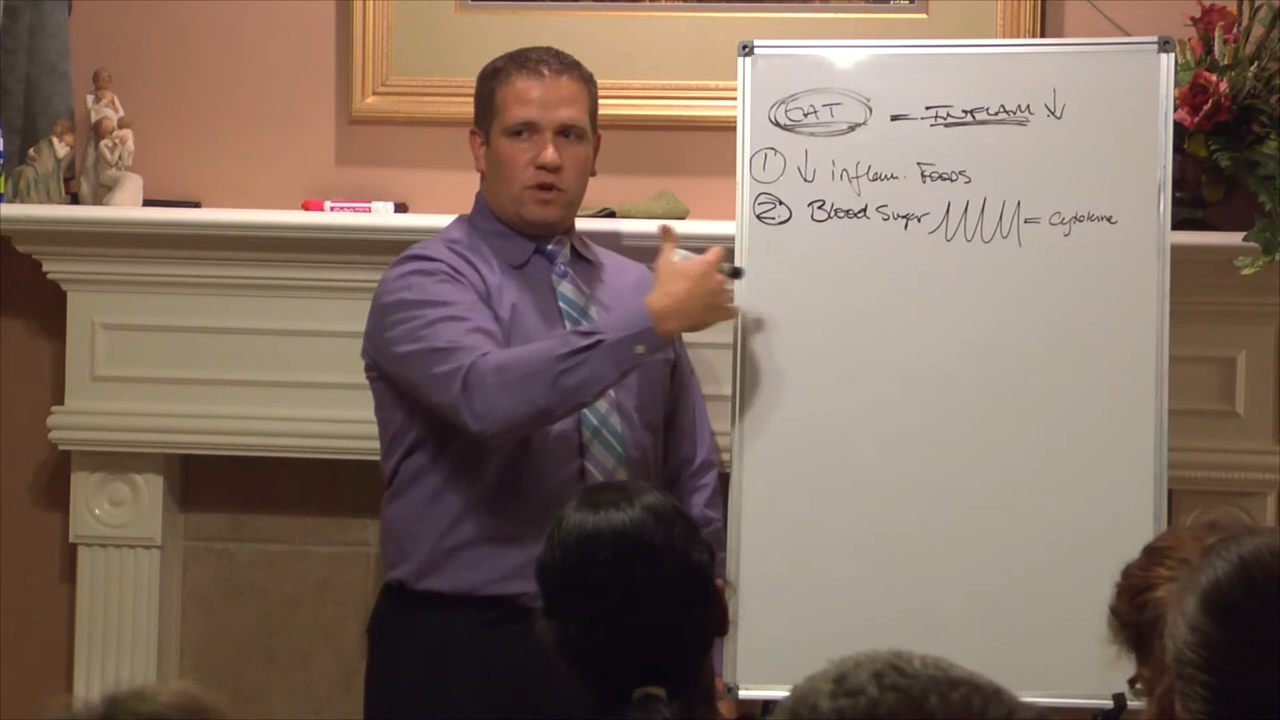 EAT = INFLAM ↓
① ↓ inflam. Foods
②. Blood Sugar = Cytokine